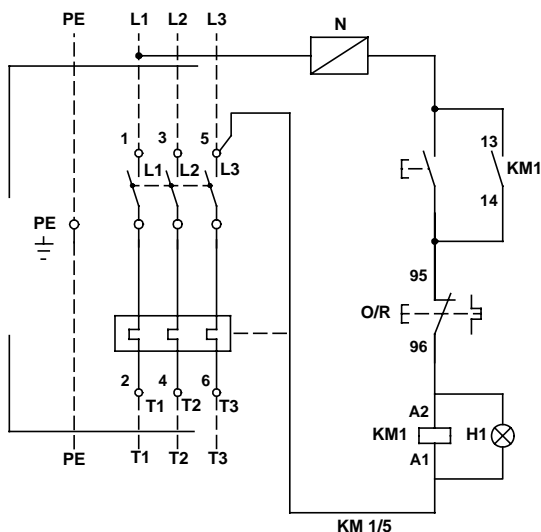 PE L1 L2 L3 N
1 3 5
L1 L2 L3
13
KM1
14
PE
95
O/R
96
2 4 6
T1 T2 T3
A2
KM1 H1
A1
PE T1 T2 T3
KM 1/5